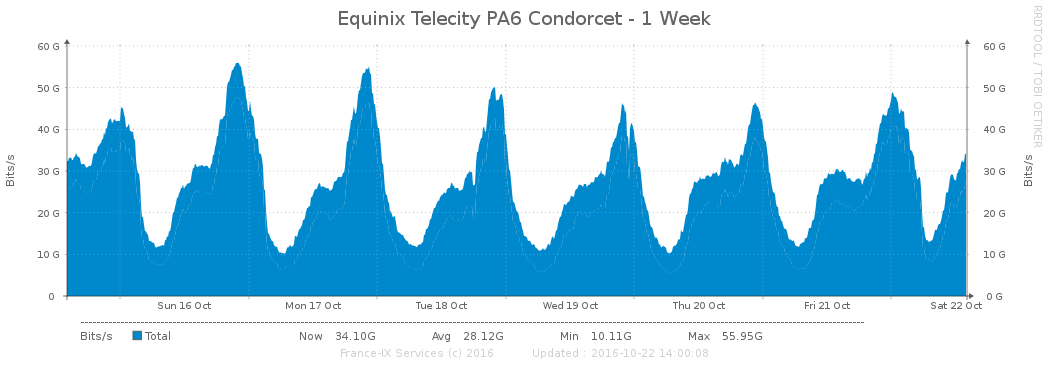 Equinix Telecity PA6 Condorcet - 1 Week
RRDTOOL / TOBI OETIKER
60 G 60 G
50 G 50 G
40 G 40 G
30 G 30 G
20 G 20 G
10 G 10 G
0 0 G
Bits/s Bits/s
Sun 16 Oct Mon 17 Oct Tue 18 Oct Wed 19 Oct Thu 20 Oct Fri 21 Oct Sat 22 Oct
Bits/s Total Now 34.10G Avg 28.12G Min 10.11G Max 55.95G
France-IX Services (c) 2016 Updated : 2016-10-22 14:00:08